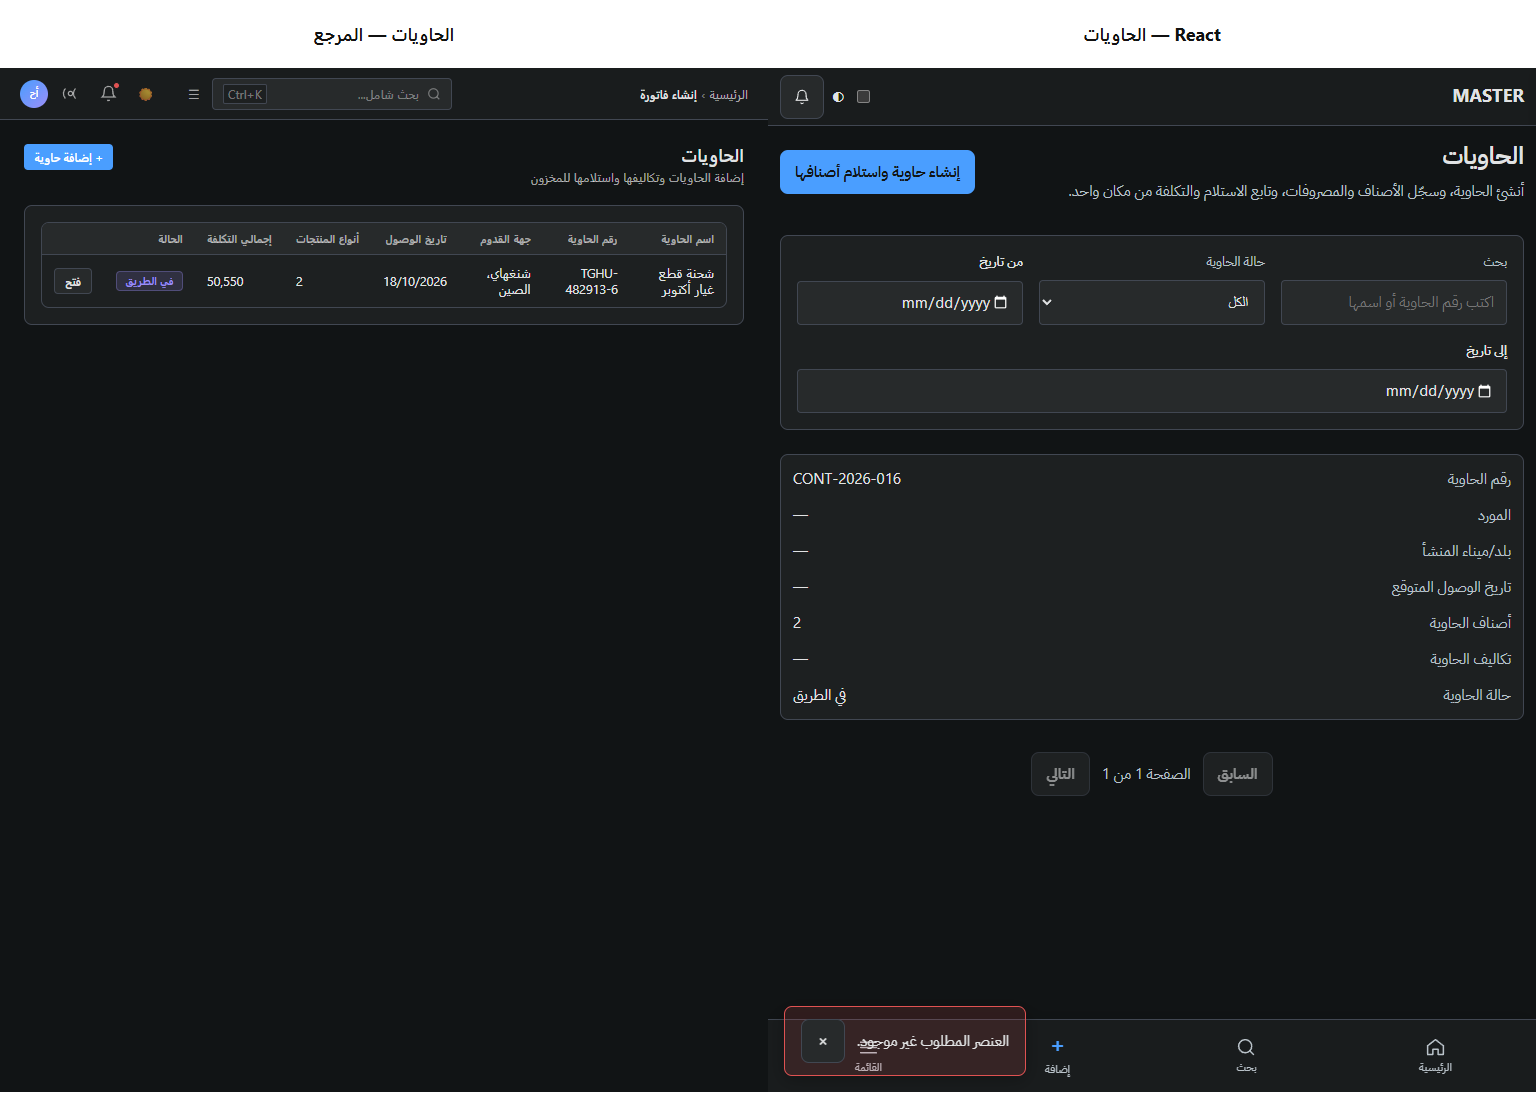 React — الحاويات
الحاويات — المرجع
MASTER
الحاويات
أنشئ الحاوية، وسجّل الأصناف والمصروفات، وتابع الاستلام والتكلفة من مكان واحد.
إنشاء حاوية واستلام أصنافها
بحث
حالة الحاوية
من تاريخ
اكتب رقم الحاوية أو اسمها
الكل
mm/dd/yyyy
إلى تاريخ
mm/dd/yyyy
رقم الحاوية CONT-2026-016
المورد —
بلد/ميناء المنشأ —
تاريخ الوصول المتوقع —
أصناف الحاوية 2
تكاليف الحاوية —
حالة الحاوية في الطريق
السابق الصفحة 1 من 1 التالي
الرئيسية
بحث
+
إضافة
القائمة
العنصر المطلوب غير موجود. ×
الرئيسية › إنشاء فاتورة
بحث شامل... Ctrl+K
أح
الحاويات
إضافة الحاويات وتكاليفها واستلامها للمخزون
+ إضافة حاوية
اسم الحاوية رقم الحاوية جهة القدوم تاريخ الوصول أنواع المنتجات إجمالي التكلفة الحالة
شحنة قطع غيار أكتوبر TGHU-482913-6 شنغهاي، الصين 18/10/2026 2 50,550 في الطريق فتح